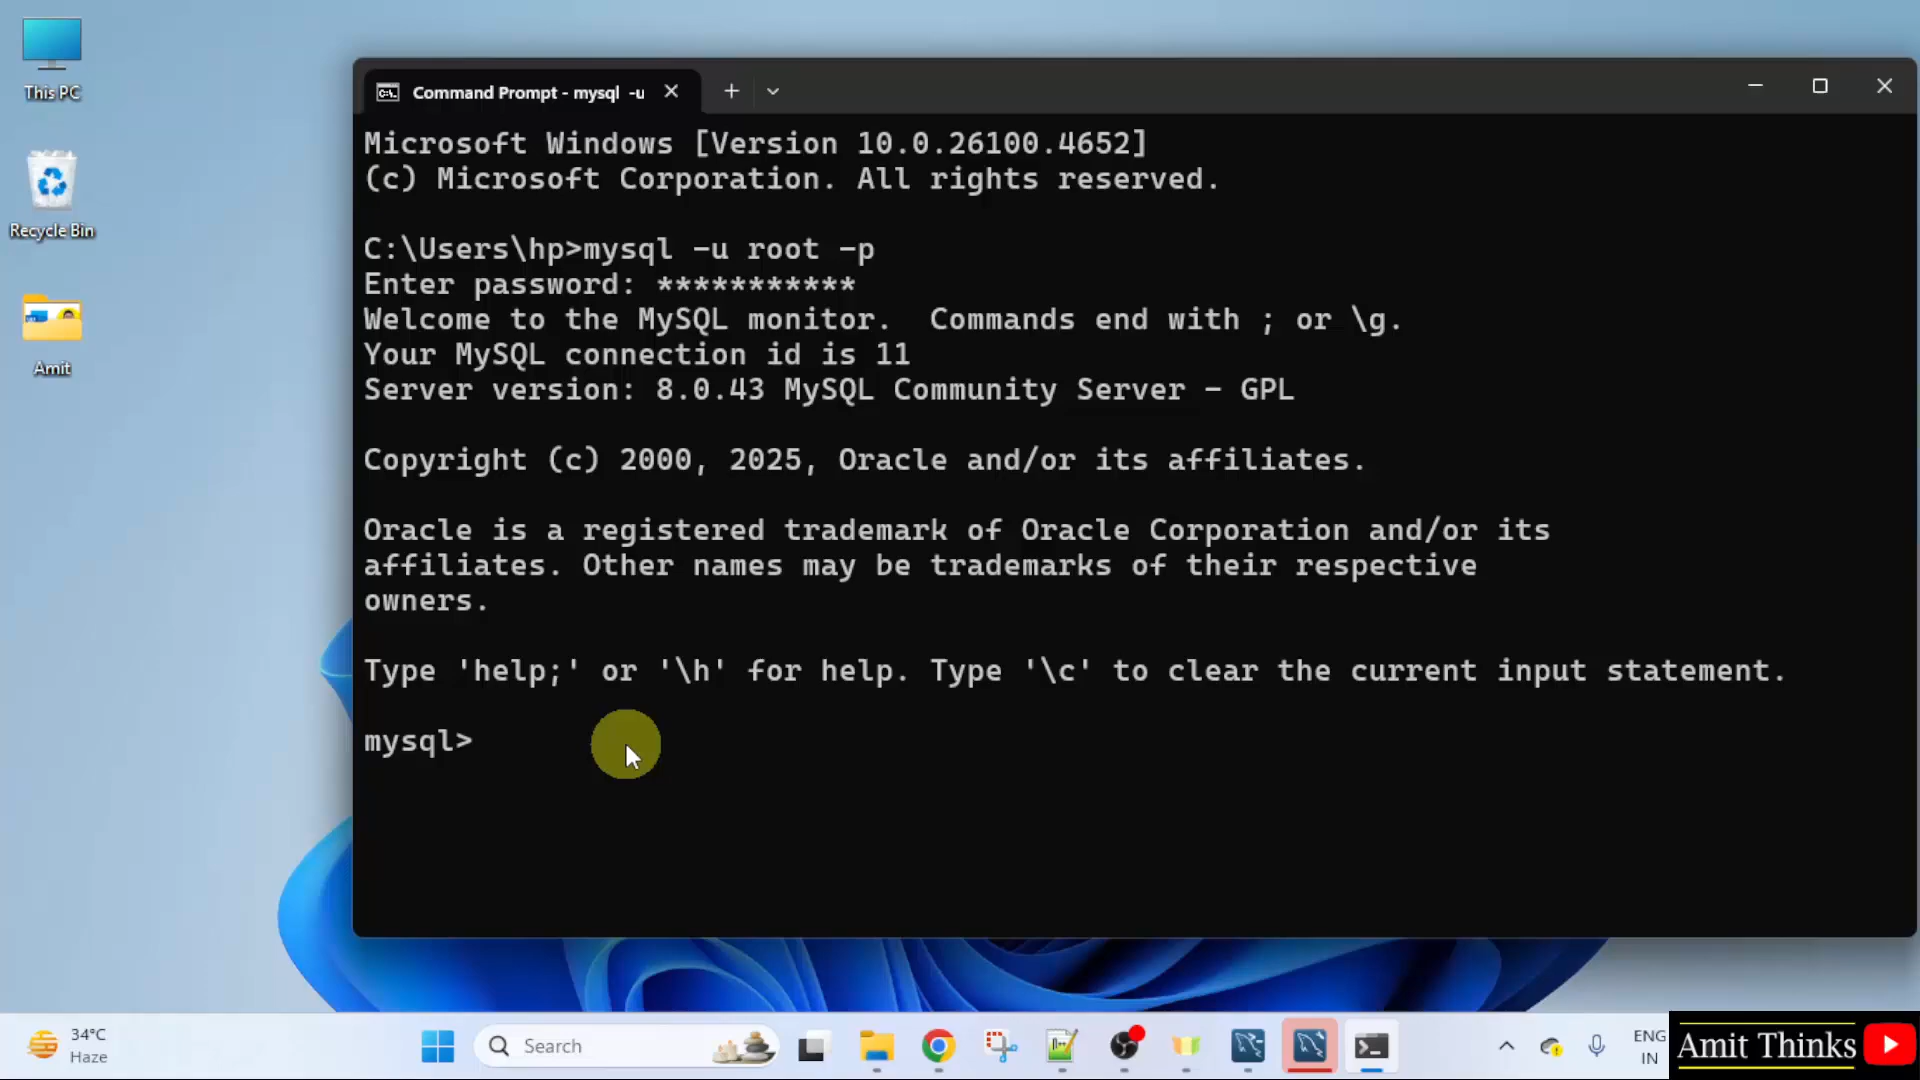 This PC
Recycle Bin
Amit
Command Prompt - mysql -u
Microsoft Windows [Version 10.0.26100.4652]
(c) Microsoft Corporation. All rights reserved.
C:\Users\hp>mysql -u root -p
Enter password: ***********
Welcome to the MySQL monitor.  Commands end with ; or \g.
Your MySQL connection id is 11
Server version: 8.0.43 MySQL Community Server - GPL
Copyright (c) 2000, 2025, Oracle and/or its affiliates.
Oracle is a registered trademark of Oracle Corporation and/or its
affiliates. Other names may be trademarks of their respective
owners.
Type 'help;' or '\h' for help. Type '\c' to clear the current input statement.
mysql>
34°C
Haze
Search
ENG
IN
Amit Thinks